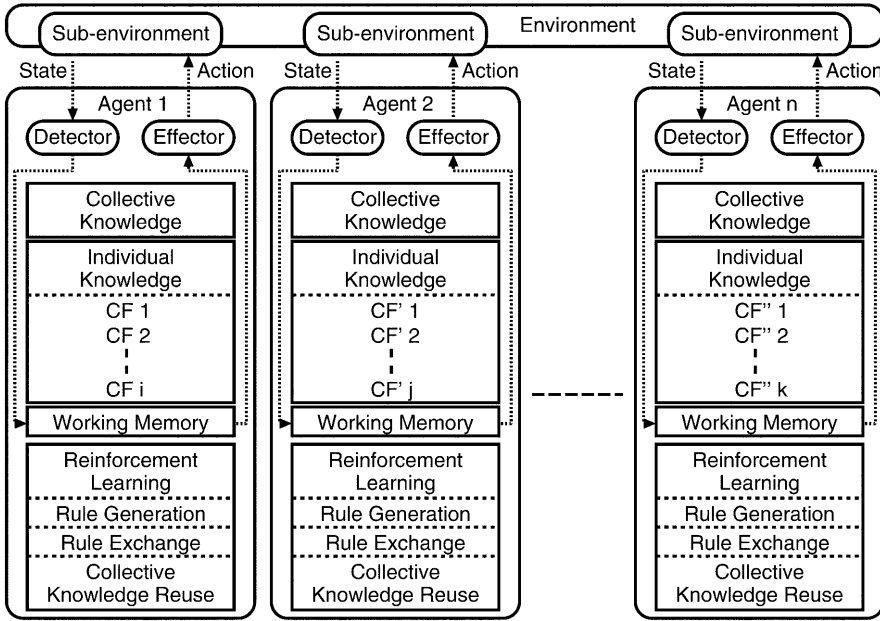 Environment
Sub-environment
Sub-environment
Sub-environment
State
Action
State
Action
State
Action
Agent 1
Detector
Effector
Collective
Knowledge
Individual
Knowledge
CF 1
CF 2
CF i
Working Memory
Reinforcement
Learning
Rule Generation
Rule Exchange
Collective
Knowledge Reuse
Agent 2
Detector
Effector
Collective
Knowledge
Individual
Knowledge
CF' 1
CF' 2
CF' j
Working Memory
Reinforcement
Learning
Rule Generation
Rule Exchange
Collective
Knowledge Reuse
Agent n
Detector
Effector
Collective
Knowledge
Individual
Knowledge
CF'' 1
CF'' 2
CF'' k
Working Memory
Reinforcement
Learning
Rule Generation
Rule Exchange
Collective
Knowledge Reuse